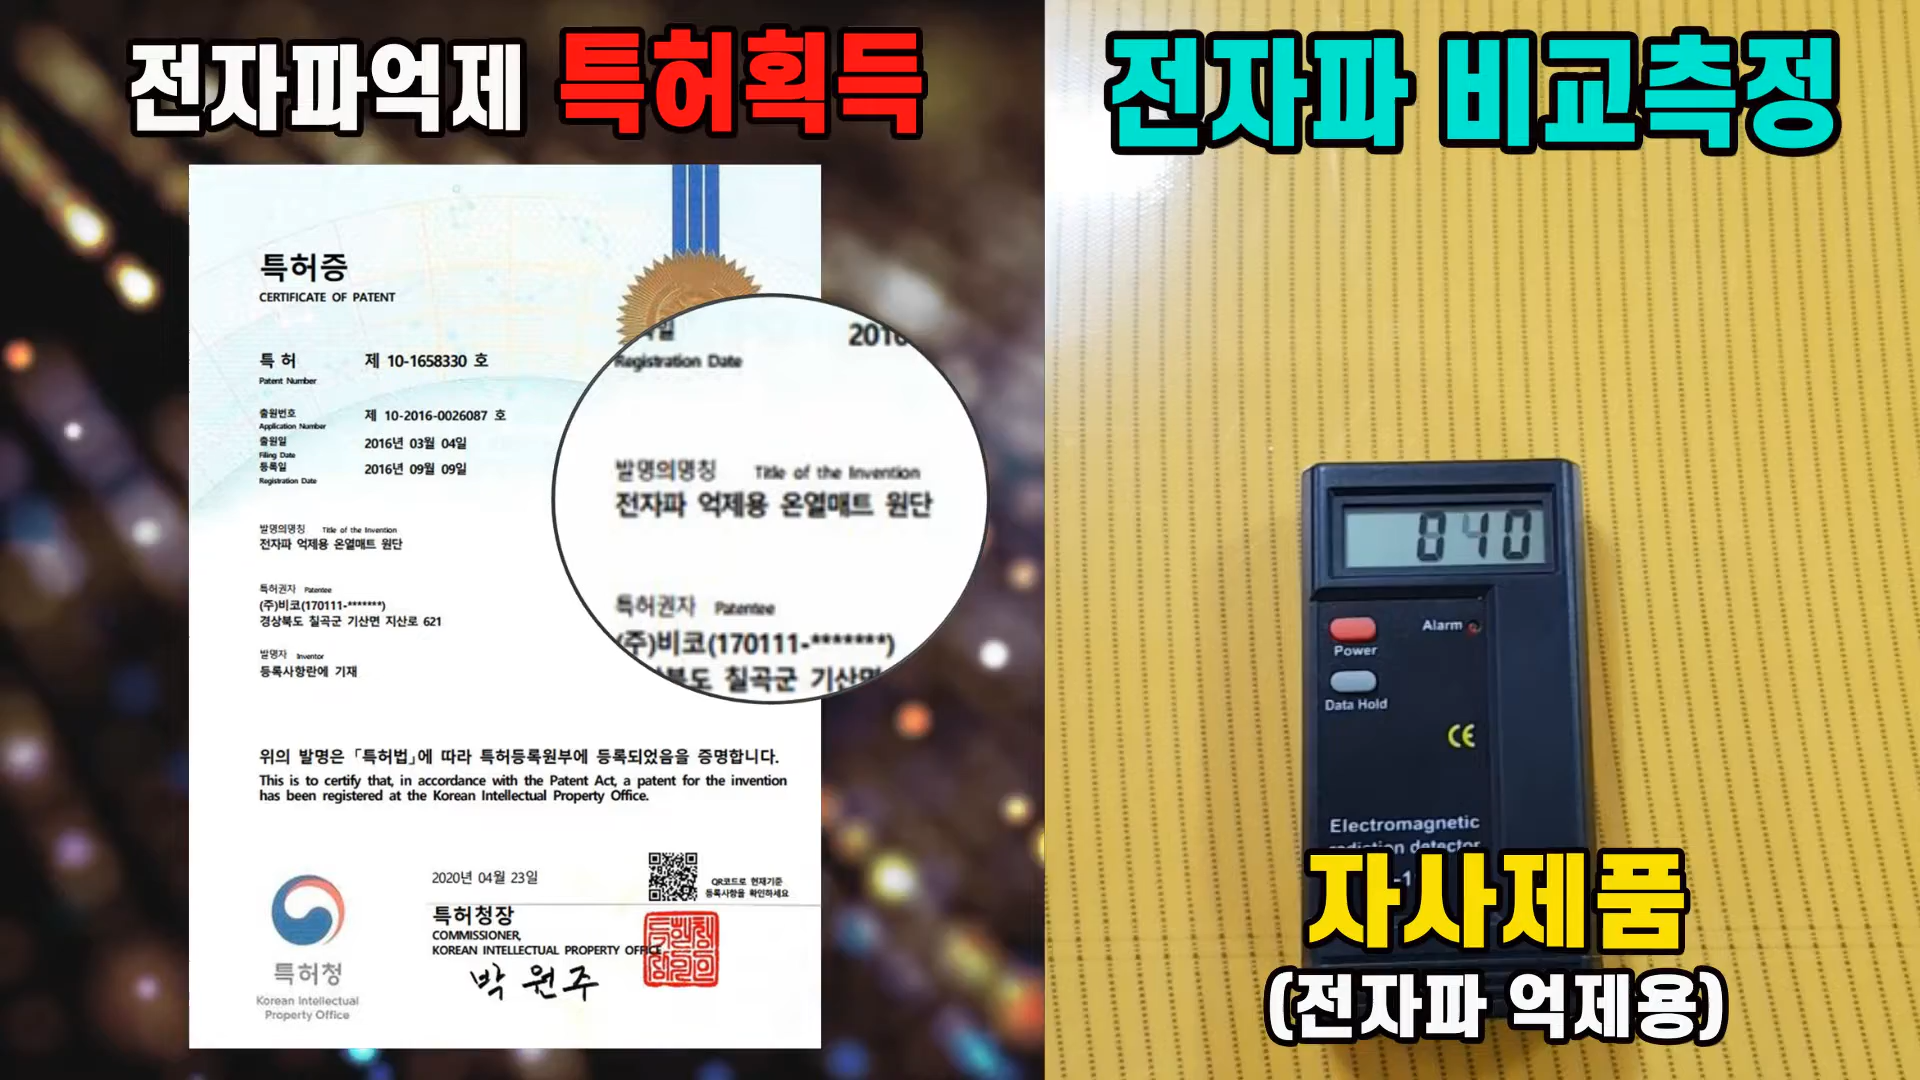 전자파억제 특허획득
특허증
CERTIFICATE OF PATENT
특 허 제 10-1658330 호
Patent Number
출원번호 제 10-2016-0026087 호
Application Number
출원일 2016년 03월 04일
Filing Date
등록일 2016년 09월 09일
Registration Date
발명의명칭 Title of the Invention
전자파 억제용 온열매트 원단
특허권자 Patentee
(주)비코(170111-*******)
경상북도 칠곡군 기산면 지산로 621
발명자 Inventor
등록사항란에 기재
Registration Date
발명의명칭 Title of the Invention
전자파 억제용 온열매트 원단
특허권자 Patentee
(주)비코(170111-*******)
칠곡군 기산면
위의 발명은 「특허법」에 따라 특허등록원부에 등록되었음을 증명합니다.
This is to certify that, in accordance with the Patent Act, a patent for the invention
has been registered at the Korean Intellectual Property Office.
2020년 04월 23일
QR코드로 현재기준
등록사항을 확인하세요
특허청장
COMMISSIONER,
KOREAN INTELLECTUAL PROPERTY OFFICE
박원주
특허청
Korean Intellectual
Property Office
전자파 비교측정
040
Alarm
Power
Data Hold
CE
Electromagnetic
radiation detector
자사제품
(전자파 억제용)